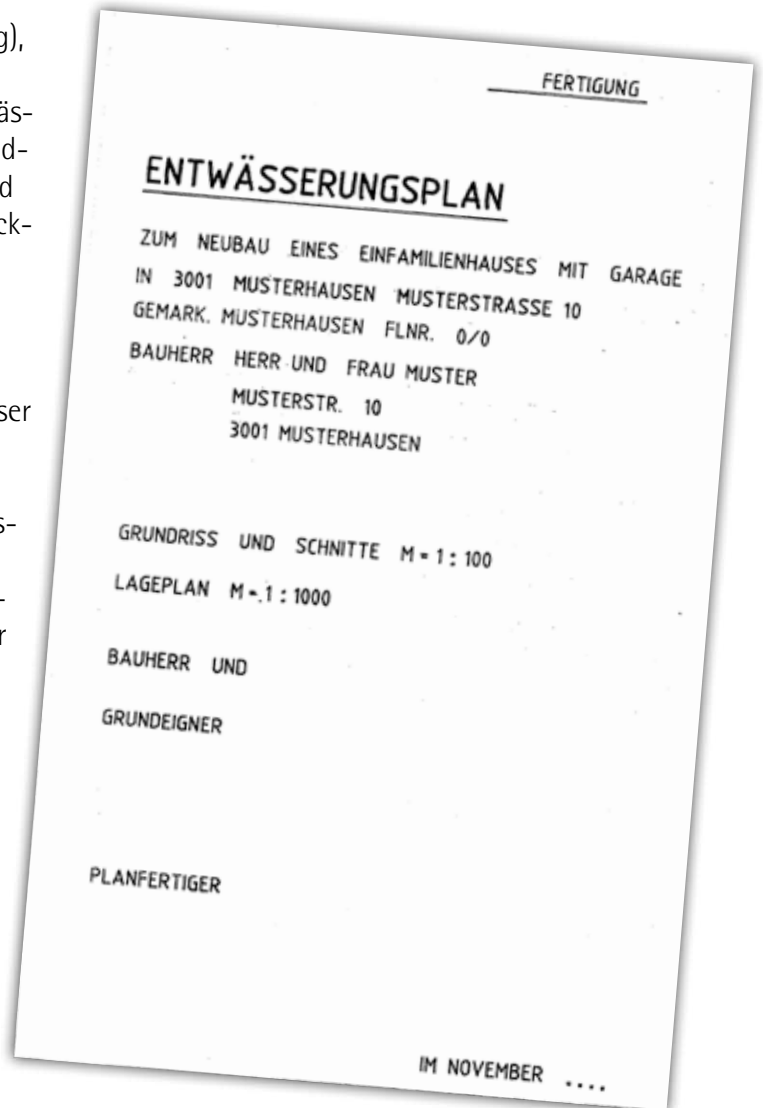 g),
äs-
d-
d
ck-
ser
s-
-
r
FERTIGUNG
ENTWÄSSERUNGSPLAN
ZUM NEUBAU EINES EINFAMILIENHAUSES MIT GARAGE
IN 3001 MUSTERHAUSEN MUSTERSTRASSE 10
GEMARK. MUSTERHAUSEN FLNR. 0/0
BAUHERR HERR UND FRAU MUSTER
MUSTERSTR. 10
3001 MUSTERHAUSEN
GRUNDRISS UND SCHNITTE M = 1 : 100
LAGEPLAN M = 1 : 1000
BAUHERR UND
GRUNDEIGNER
PLANFERTIGER
IM NOVEMBER ....